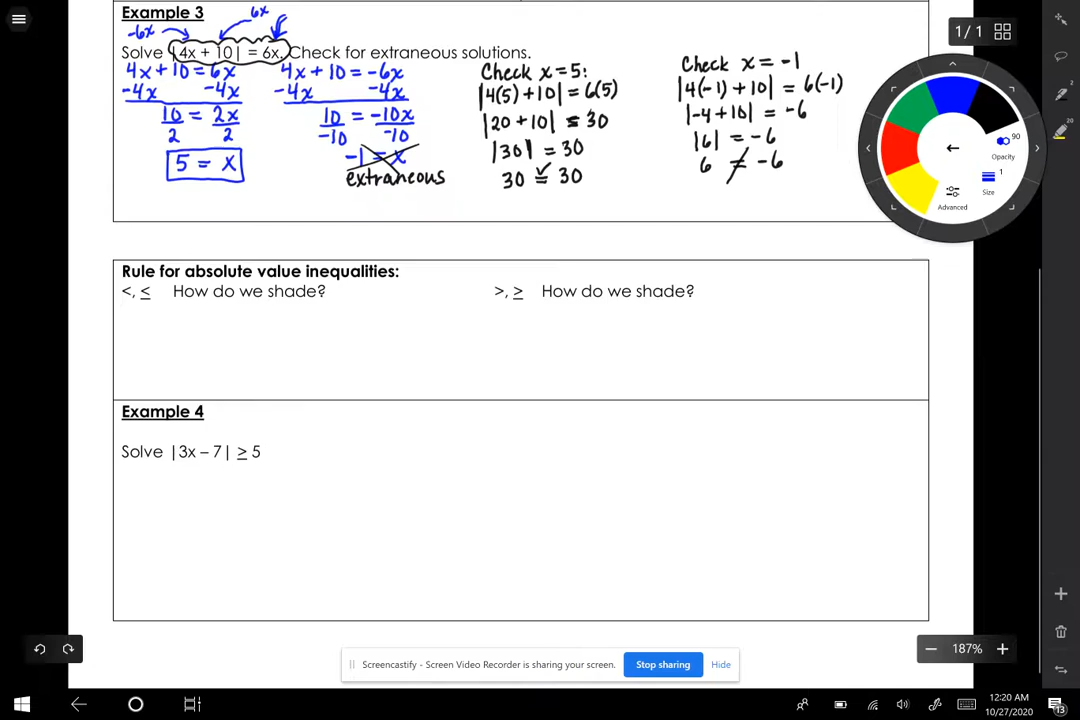 Example 3
-6x
6x
Solve |4x + 10| = 6x. Check for extraneous solutions.
4x + 10 = 6x
-4x -4x
10 = 2x
2 2
5 = x
4x + 10 = -6x
-4x -4x
10 = -10x
-10 -10
-1 = x
extraneous
Check x = 5:
|4(5) + 10| = 6(5)
|20 + 10| = 30
|30| = 30
30 = 30
Check x = -1
|4(-1) + 10| = 6(-1)
|-4 + 10| = -6
|6| = -6
6 ≠ -6
1 / 1
2
20
90
Opacity
1
Size
Advanced
Rule for absolute value inequalities:
<, ≤ How do we shade? >, ≥ How do we shade?
Example 4
Solve |3x – 7| ≥ 5
187%
Screencastify - Screen Video Recorder is sharing your screen.
Stop sharing
Hide
12:20 AM
10/27/2020
13